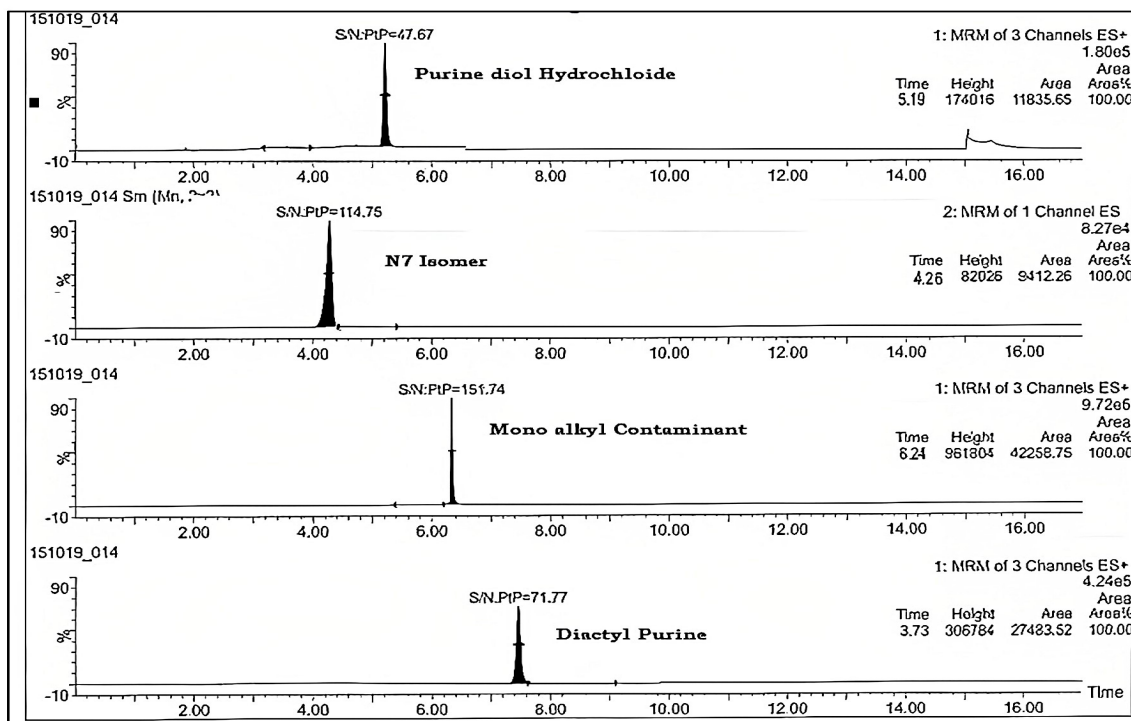 151019_014
1: MRM of 3 Channels ES+
1.80e5
Area
S/N:PtP=47.67
90
%
-10
Purine diol Hydrochloide
Time Height Area Area%
5.19 174016 11835.65 100.00
2.00 4.00 6.00 8.00 10.00 12.00 14.00 16.00
151019_014 Sm (Mn,
2: MRM of 1 Channel ES
8.27e4
Area
S/N:PtP=114.75
90
%
-10
N7 Isomer
Time Height Area Area%
4.26 82026 9412.26 100.00
2.00 4.00 6.00 8.00 10.00 12.00 14.00 16.00
151019_014
1: MRM of 3 Channels ES+
9.72e6
Area
S/N:PtP=151.74
90
%
-10
Mono alkyl Contaminant
Time Height Area Area%
6.24 961804 42258.75 100.00
2.00 4.00 6.00 8.00 10.00 12.00 14.00 16.00
151019_014
1: MRM of 3 Channels ES+
4.24e5
Area
S/N:PtP=71.77
90
%
-10
Diactyl Purine
Time Height Area Area%
3.73 306784 27483.52 100.00
Time
2.00 4.00 6.00 8.00 10.00 12.00 14.00 16.00